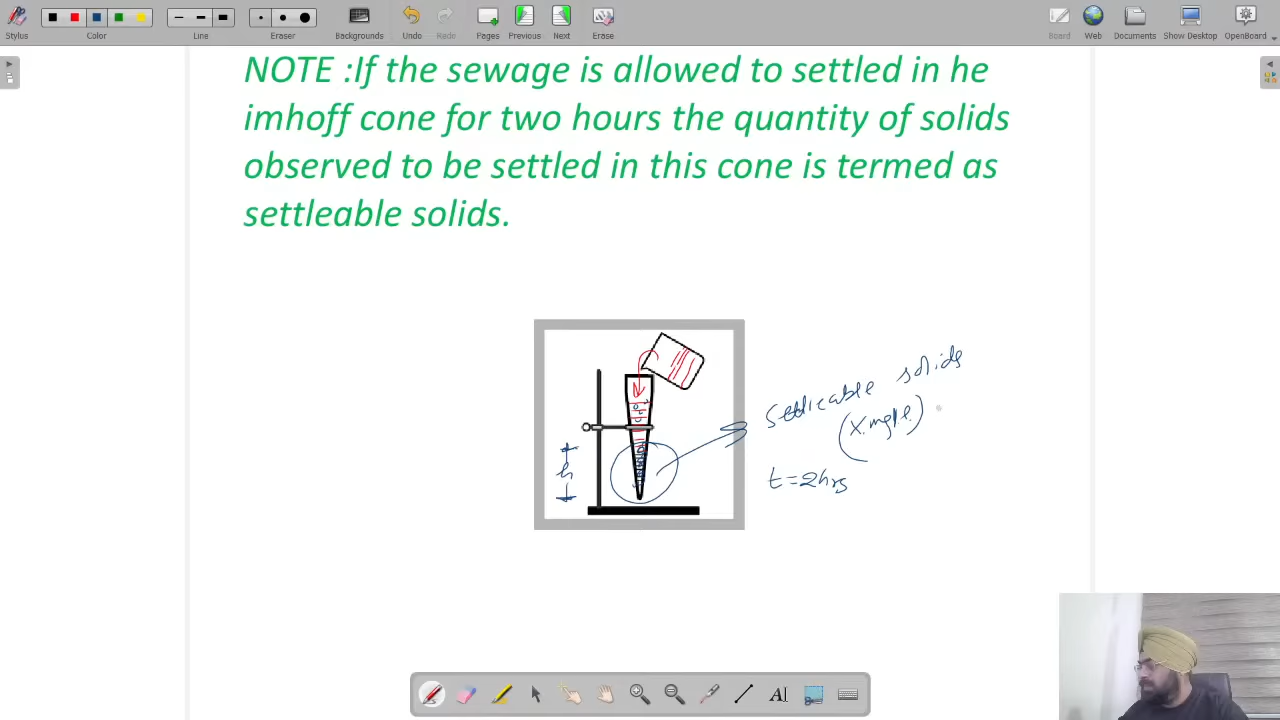 Stylus
Color
Line
Eraser
Backgrounds
Undo
Redo
Pages
Previous
Next
Erase
Board
Web
Documents
Show Desktop
OpenBoard
NOTE :If the sewage is allowed to settled in he
imhoff cone for two hours the quantity of solids
observed to be settled in this cone is termed as
settleable solids.
solids
(X mg/l)
t=2hrs
h
AI